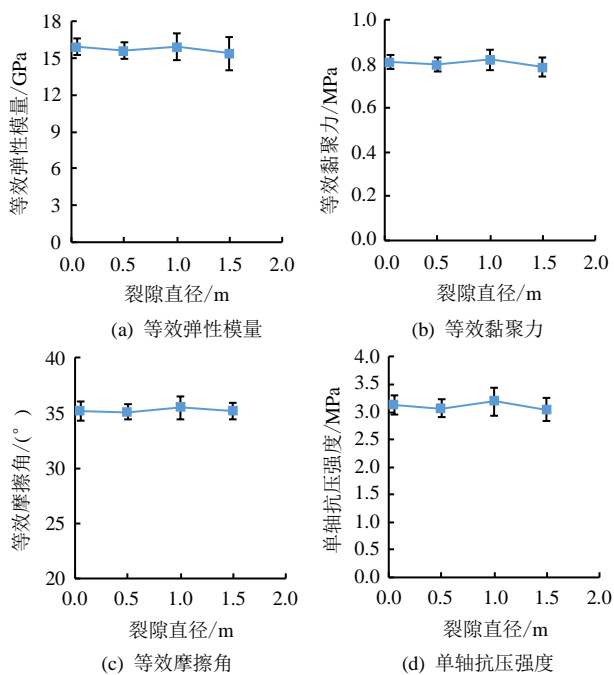 等效弹性模量/GPa
18
15
12
9
6
3
0
0.0 0.5 1.0 1.5 2.0
裂隙直径/m
(a) 等效弹性模量
等效黏聚力/MPa
1.0
0.8
0.6
0.4
0.2
0.0
0.0 0.5 1.0 1.5 2.0
裂隙直径/m
(b) 等效黏聚力
等效摩擦角/(°)
40
35
30
25
20
0.0 0.5 1.0 1.5 2.0
裂隙直径/m
(c) 等效摩擦角
单轴抗压强度/MPa
4.0
3.5
3.0
2.5
2.0
1.5
1.0
0.5
0.0
0.0 0.5 1.0 1.5 2.0
裂隙直径/m
(d) 单轴抗压强度